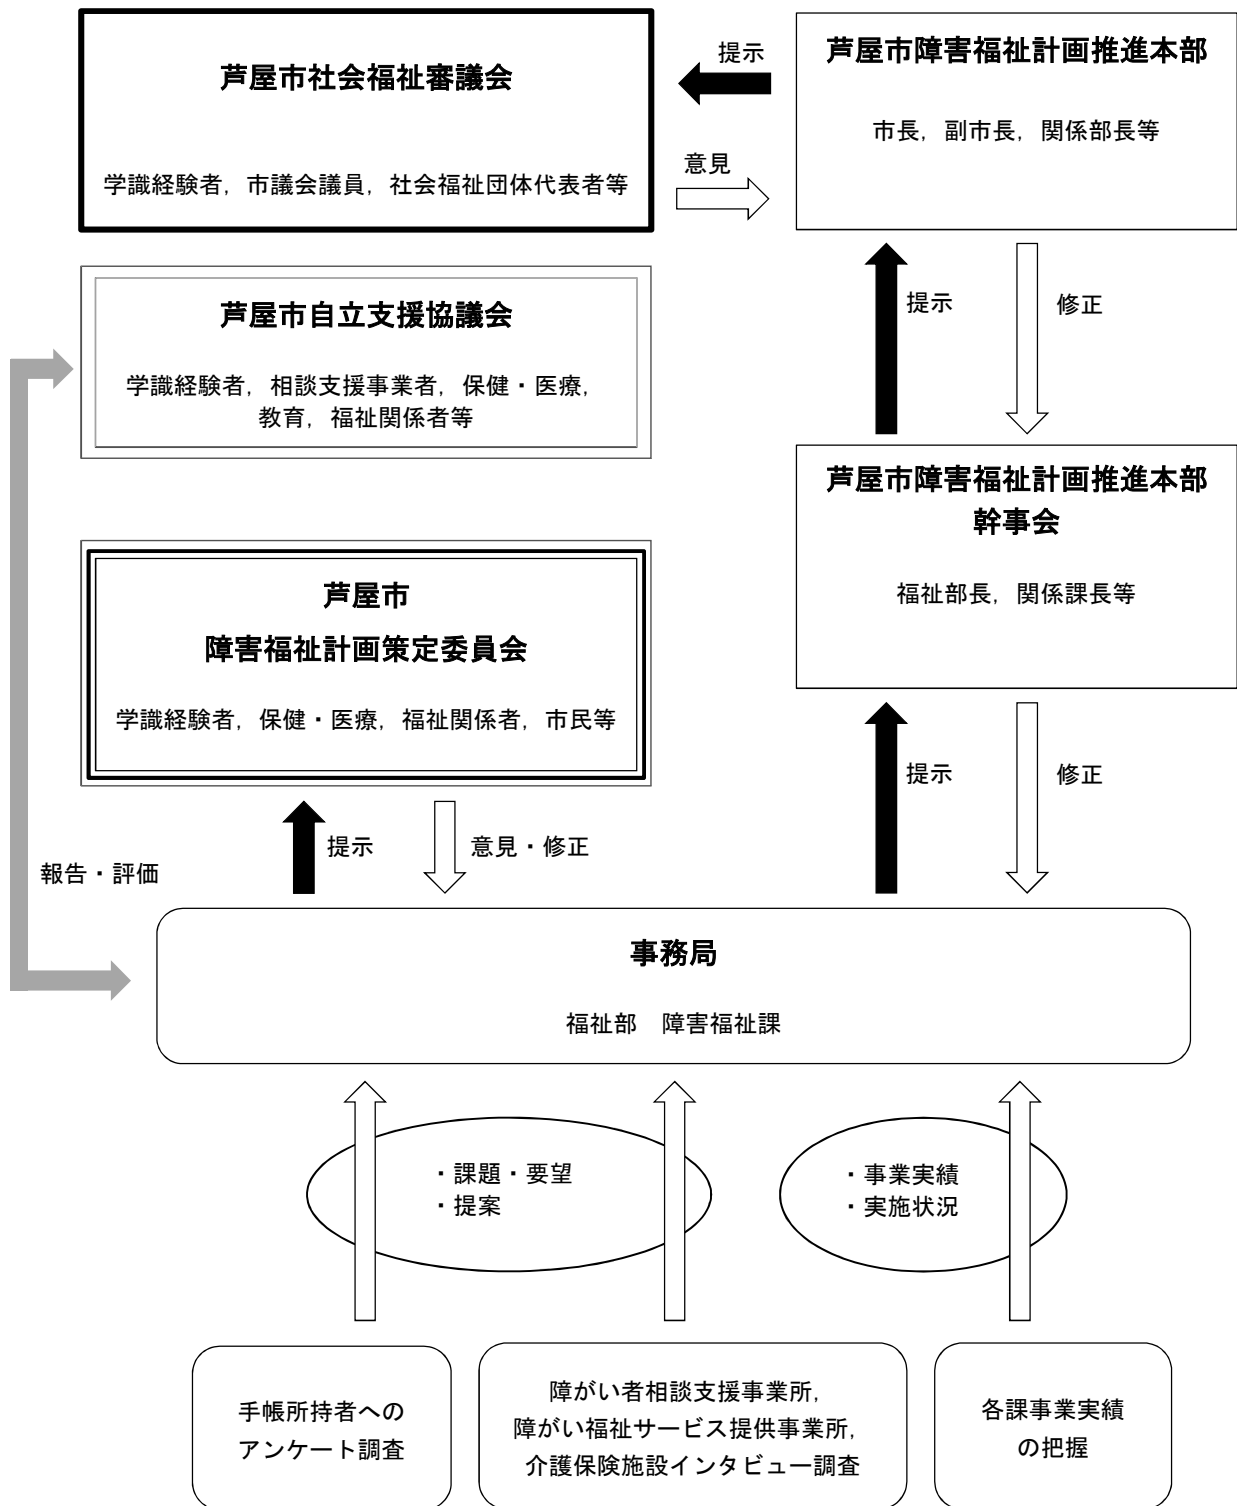 芦屋市社会福祉審議会
学識経験者，市議会議員，社会福祉団体代表者等
提示
意見
芦屋市障害福祉計画推進本部
市長，副市長，関係部長等
芦屋市自立支援協議会
学識経験者，相談支援事業者，保健・医療，
教育，福祉関係者等
提示
修正
芦屋市障害福祉計画推進本部
幹事会
福祉部長，関係課長等
芦屋市
障害福祉計画策定委員会
学識経験者，保健・医療，福祉関係者，市民等
提示
意見・修正
提示
修正
報告・評価
事務局
福祉部　障害福祉課
・課題・要望
・提案
・事業実績
・実施状況
手帳所持者への
アンケート調査
障がい者相談支援事業所，
障がい福祉サービス提供事業所，
介護保険施設インタビュー調査
各課事業実績
の把握